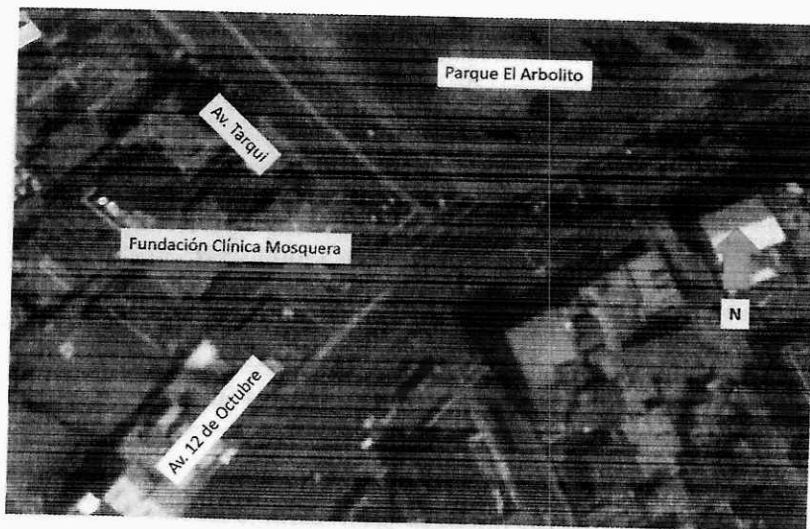 Parque El Arbolito
Av. Tarqui
Fundación Clínica Mosquera
N
Av. 12 de Octubre